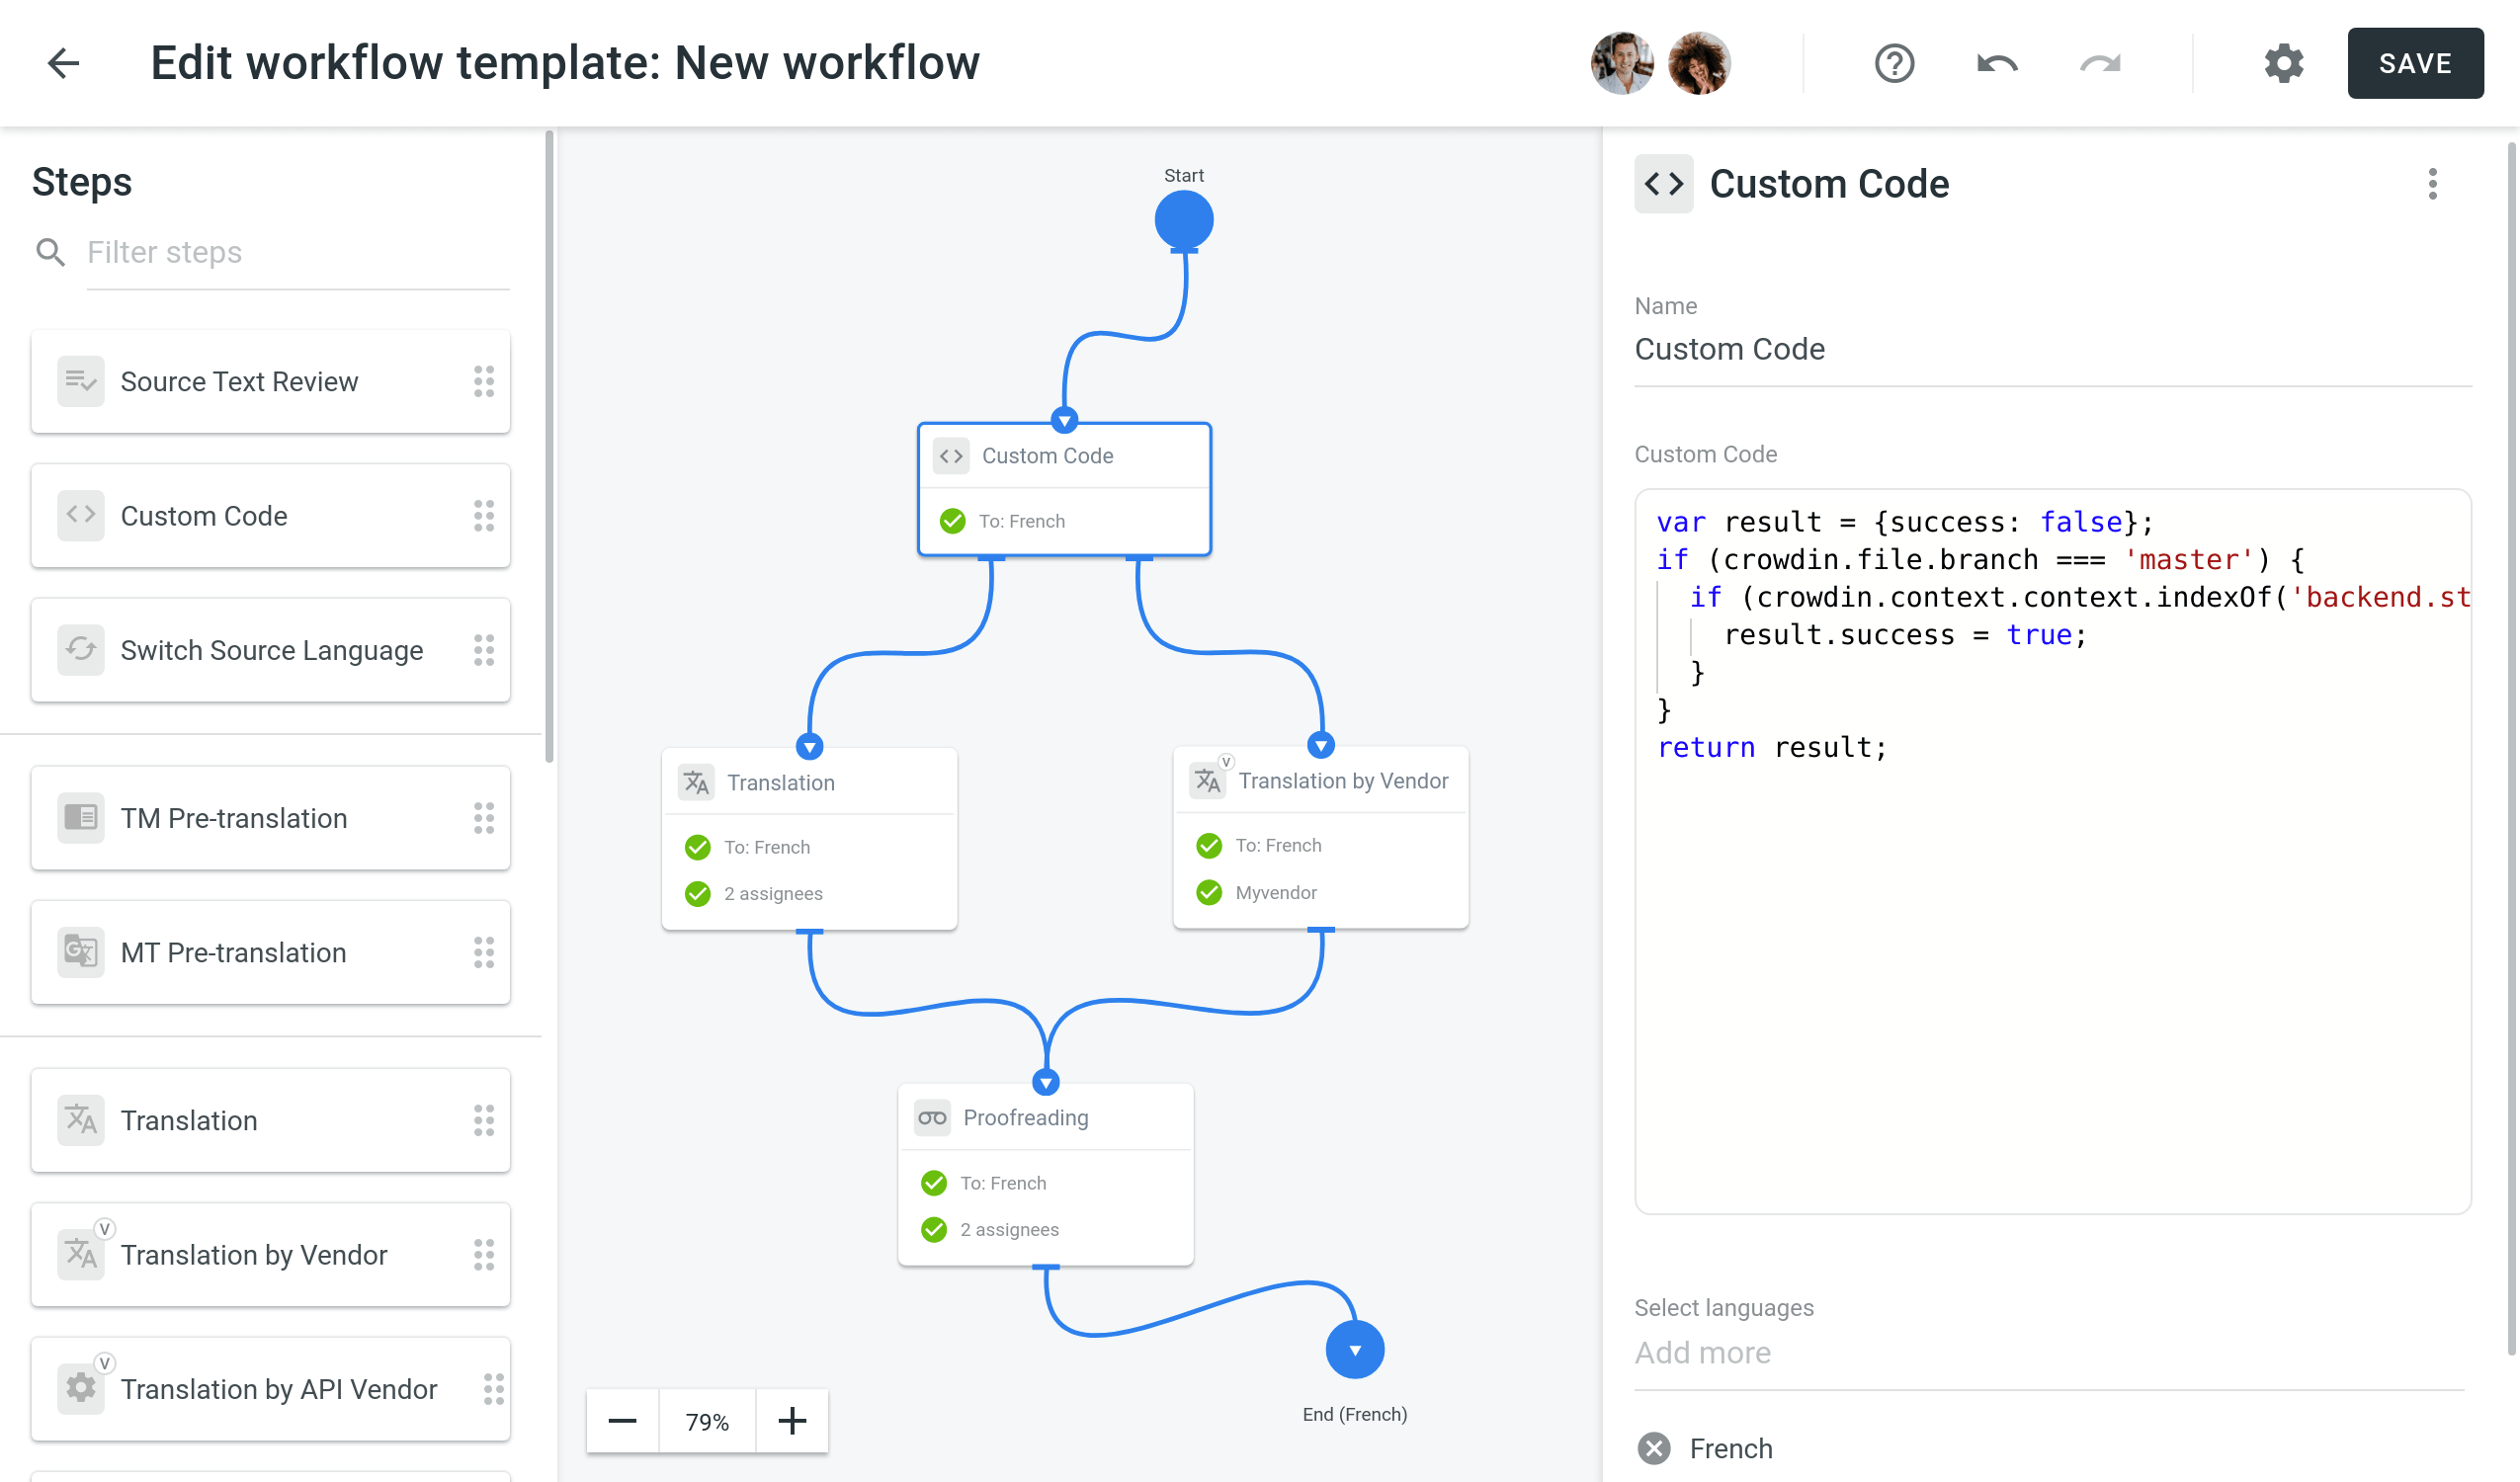 Edit workflow template: New workflow
SAVE
Steps
Filter steps
Source Text Review
Custom Code
Switch Source Language
TM Pre-translation
MT Pre-translation
Translation
V
Translation by Vendor
V
Translation by API Vendor
Start
Custom Code
To: French
Translation
To: French
2 assignees
V
Translation by Vendor
To: French
Myvendor
Proofreading
To: French
2 assignees
End (French)
79%
Custom Code
Name
Custom Code
Custom Code
var result = {success: false};
if (crowdin.file.branch === 'master') {
if (crowdin.context.context.indexOf('backend.st
result.success = true;
}
}
return result;
Select languages
Add more
French